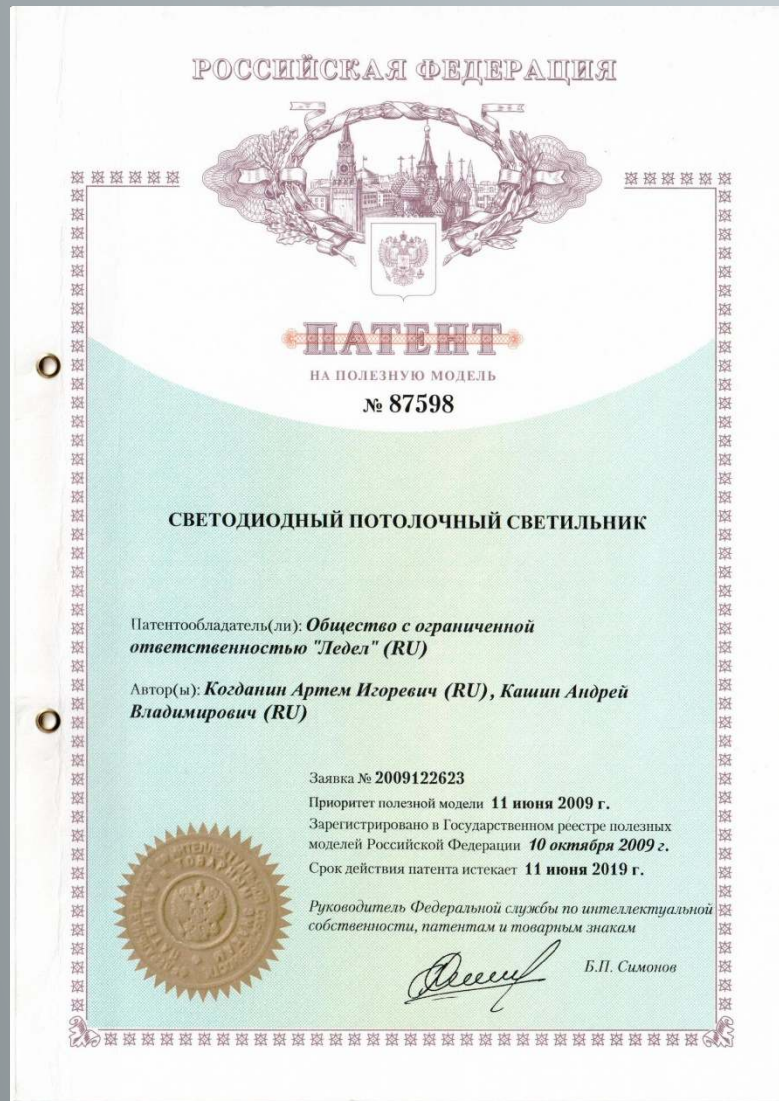 РОССИЙСКАЯ ФЕДЕРАЦИЯ
ПАТЕНТ
НА ПОЛЕЗНУЮ МОДЕЛЬ
№ 87598
СВЕТОДИОДНЫЙ ПОТОЛОЧНЫЙ СВЕТИЛЬНИК
Патентообладатель(ли): Общество с ограниченной
ответственностью "Ледел" (RU)
Автор(ы): Когданин Артем Игоревич (RU), Кашин Андрей
Владимирович (RU)
Заявка № 2009122623
Приоритет полезной модели 11 июня 2009 г.
Зарегистрировано в Государственном реестре полезных
моделей Российской Федерации 10 октября 2009 г.
Срок действия патента истекает 11 июня 2019 г.
Руководитель Федеральной службы по интеллектуальной
собственности, патентам и товарным знакам
Б.П. Симонов